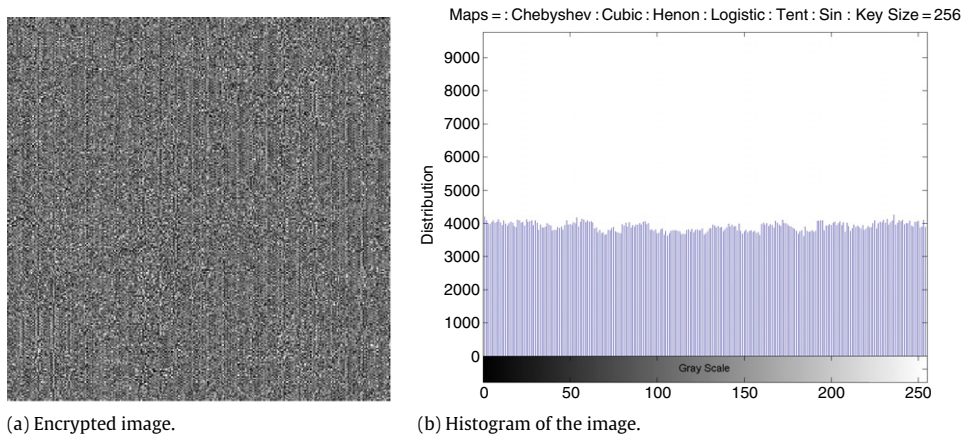 Maps = : Chebyshev : Cubic : Henon : Logistic : Tent : Sin : Key Size = 256
9000
8000
7000
6000
5000
4000
3000
2000
1000
0
Distribution
Gray Scale
0 50 100 150 200 250
(a) Encrypted image.
(b) Histogram of the image.